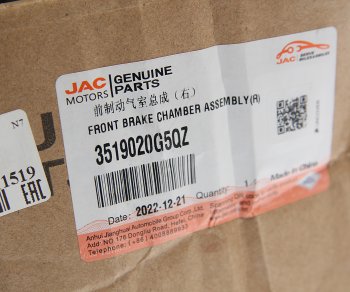 JAC MOTORS
GENUINE PARTS
前制动气室总成（右）
FRONT BRAKE CHAMBER ASSEMBLY(R)
3519020G5QZ
Date: 2022-12-21
Quantity:
Made In China
Anhui Jianghuai Automobile Group Corp. Ltd.
Add: NO 176 Dongliu Road, Hefei, China
JAC
N7
1519
EAC